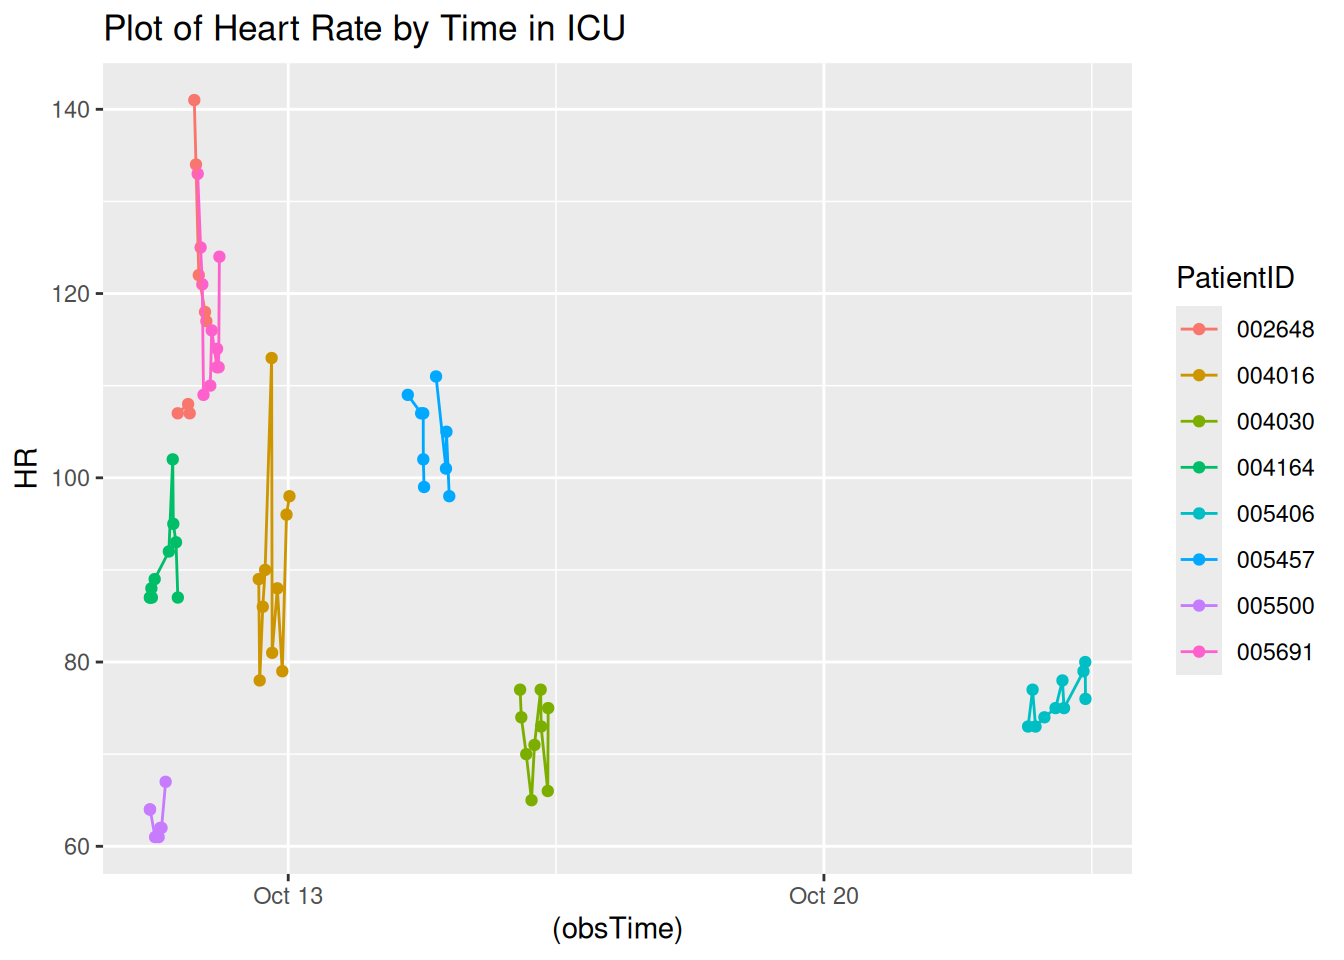 Plot of Heart Rate by Time in ICU
140
120
100
80
60
HR
Oct 13
Oct 20
(obsTime)
PatientID
002648
004016
004030
004164
005406
005457
005500
005691